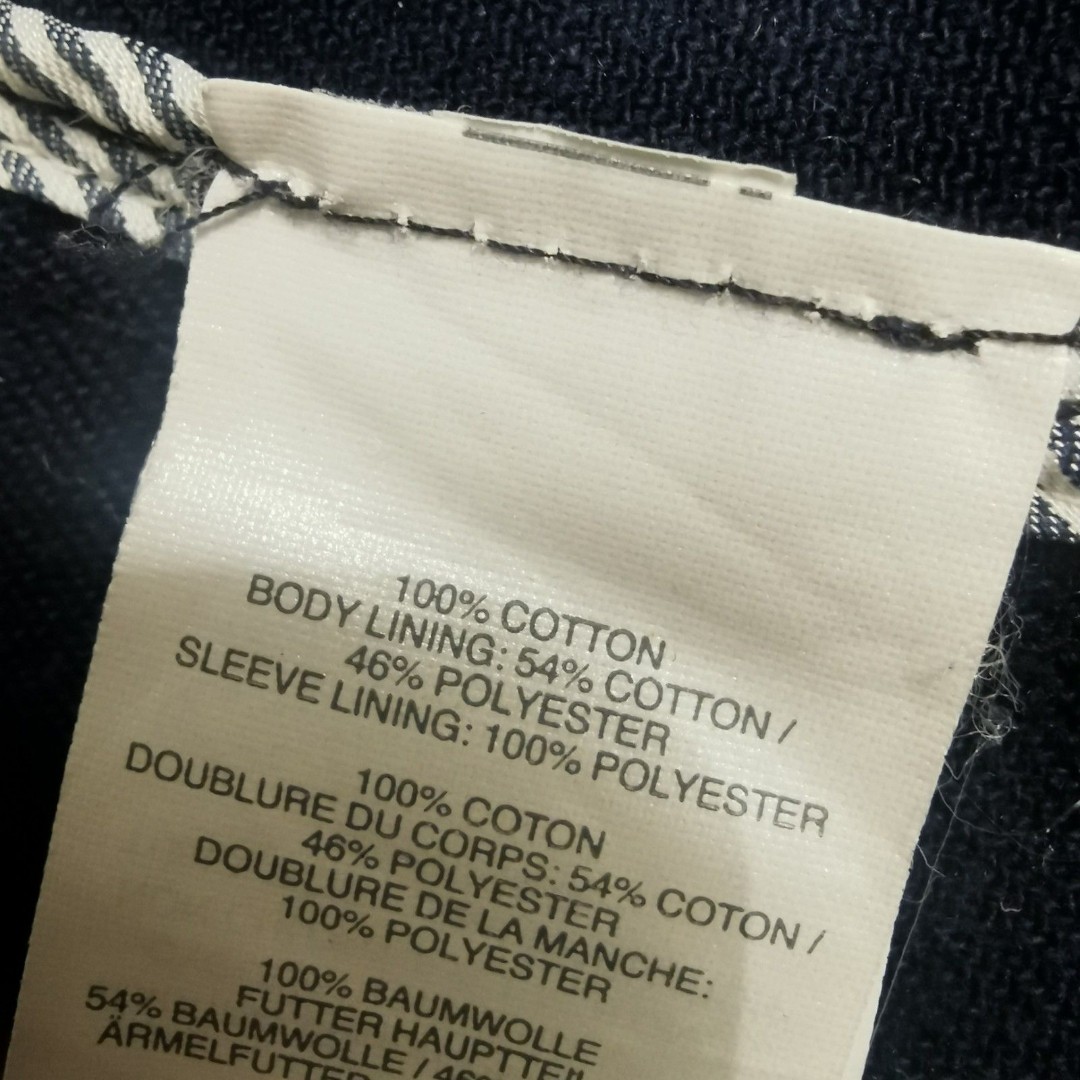 100% COTTON
BODY LINING: 54% COTTON /
46% POLYESTER
SLEEVE LINING: 100% POLYESTER
100% COTON
DOUBLURE DU CORPS: 54% COTON /
46% POLYESTER
DOUBLURE DE LA MANCHE:
100% POLYESTER
100% BAUMWOLLE
FUTTER
54% BAUMWOLLE /
ÄRMELFUTTER